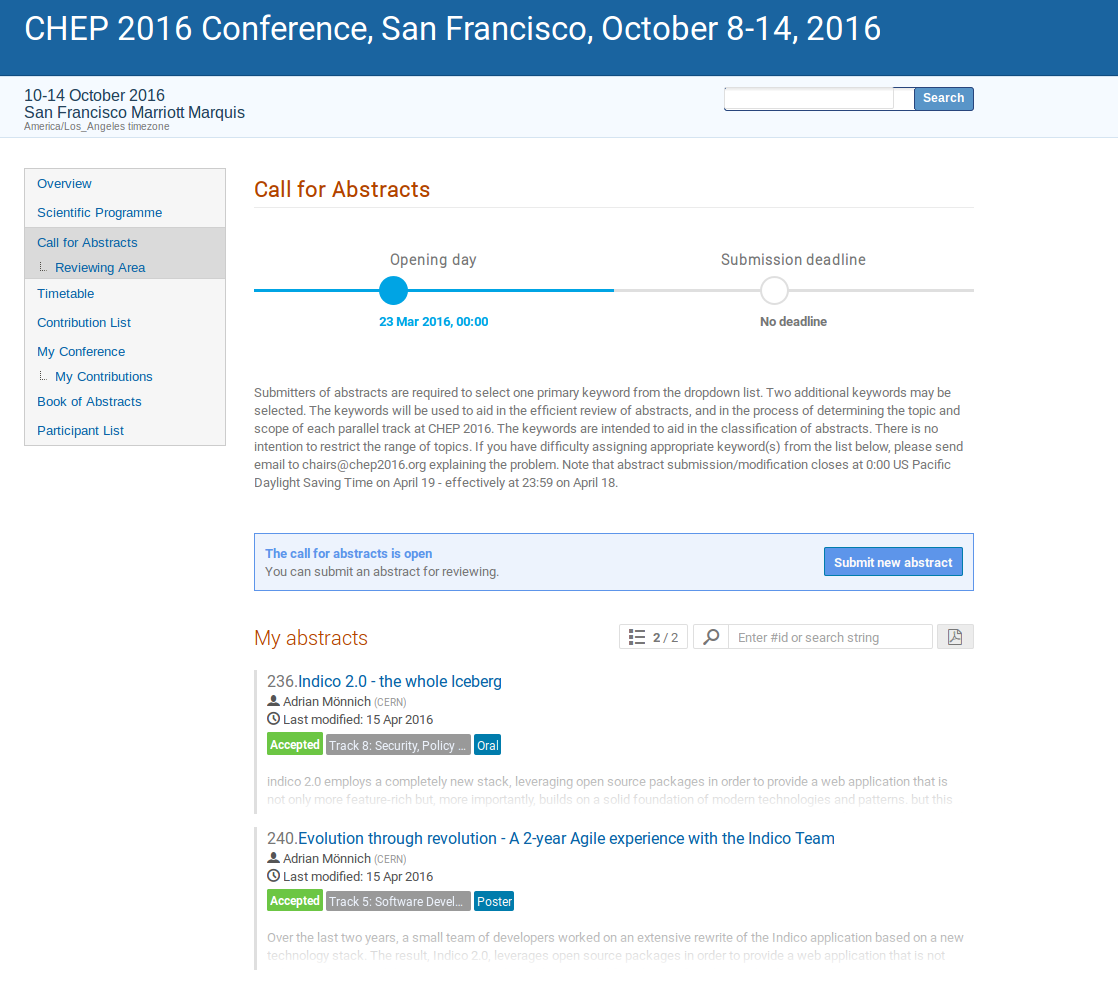 CHEP 2016 Conference, San Francisco, October 8-14, 2016
10-14 October 2016
San Francisco Marriott Marquis
America/Los_Angeles timezone
Search
Overview
Scientific Programme
Call for Abstracts
Reviewing Area
Timetable
Contribution List
My Conference
My Contributions
Book of Abstracts
Participant List
Call for Abstracts
Opening day
Submission deadline
23 Mar 2016, 00:00
No deadline
Submitters of abstracts are required to select one primary keyword from the dropdown list. Two additional keywords may be
selected. The keywords will be used to aid in the efficient review of abstracts, and in the process of determining the topic and
scope of each parallel track at CHEP 2016. The keywords are intended to aid in the classification of abstracts. There is no
intention to restrict the range of topics. If you have difficulty assigning appropriate keyword(s) from the list below, please send
email to chairs@chep2016.org explaining the problem. Note that abstract submission/modification closes at 0:00 US Pacific
Daylight Saving Time on April 19 - effectively at 23:59 on April 18.
The call for abstracts is open
You can submit an abstract for reviewing.
Submit new abstract
My abstracts
2 / 2
Enter #id or search string
236.Indico 2.0 - the whole Iceberg
Adrian Mönnich (CERN)
Last modified: 15 Apr 2016
Accepted Track 8: Security, Policy ... Oral
Indico 2.0 employs a completely new stack, leveraging open source packages in order to provide a web application that is
not only more feature-rich but, more importantly, builds on a solid foundation of modern technologies and patterns. but this
240.Evolution through revolution - A 2-year Agile experience with the Indico Team
Adrian Mönnich (CERN)
Last modified: 15 Apr 2016
Accepted Track 5: Software Devel... Poster
Over the last two years, a small team of developers worked on an extensive rewrite of the Indico application based on a new
technology stack. The result, Indico 2.0, leverages open source packages in order to provide a web application that is not